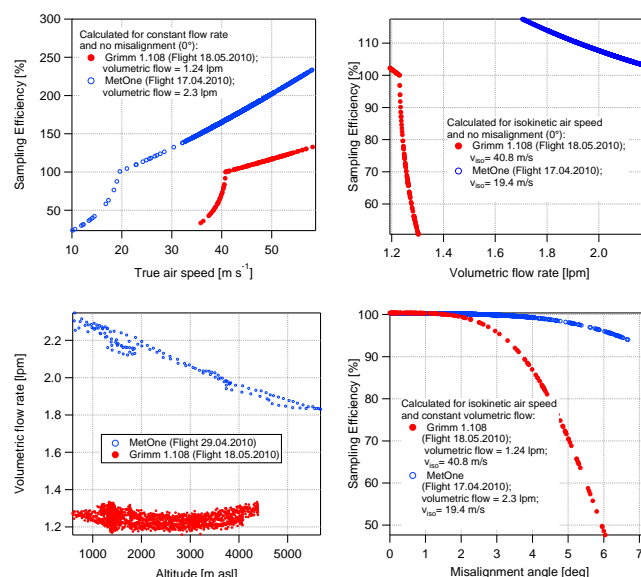 Sampling Efficiency [%]
300
250
200
150
100
50
Calculated for constant flow rate
and no misalignment (0°):
Grimm 1.108 (Flight 18.05.2010);
volumetric flow = 1.24 lpm
MetOne (Flight 17.04.2010);
volumetric flow = 2.3 lpm
10 20 30 40 50
True air speed [m s⁻¹]
Sampling Efficiency [%]
110
100
90
80
70
60
Calculated for isokinetic air speed
and no misalignment (0°):
Grimm 1.108 (Flight 18.05.2010);
v iso= 40.8 m/s
MetOne (Flight 17.04.2010);
v iso= 19.4 m/s
1.2 1.4 1.6 1.8 2.0
Volumetric flow rate [lpm]
Volumetric flow rate [lpm]
2.2
2.0
1.8
1.6
1.4
1.2
MetOne (Flight 29.04.2010)
Grimm 1.108 (Flight 18.05.2010)
1000 2000 3000 4000 5000
Altitude [m asl]
Sampling Efficiency [%]
100
90
80
70
60
50
Calculated for isokinetic air speed
and constant volumetric flow:
Grimm 1.108
(Flight 18.05.2010);
volumetric flow = 1.24 lpm;
v iso= 40.8 m/s
MetOne
(Flight 17.04.2010);
volumetric flow = 2.3 lpm;
v iso= 19.4 m/s
0 1 2 3 4 5 6 7
Misalignment angle [deg]